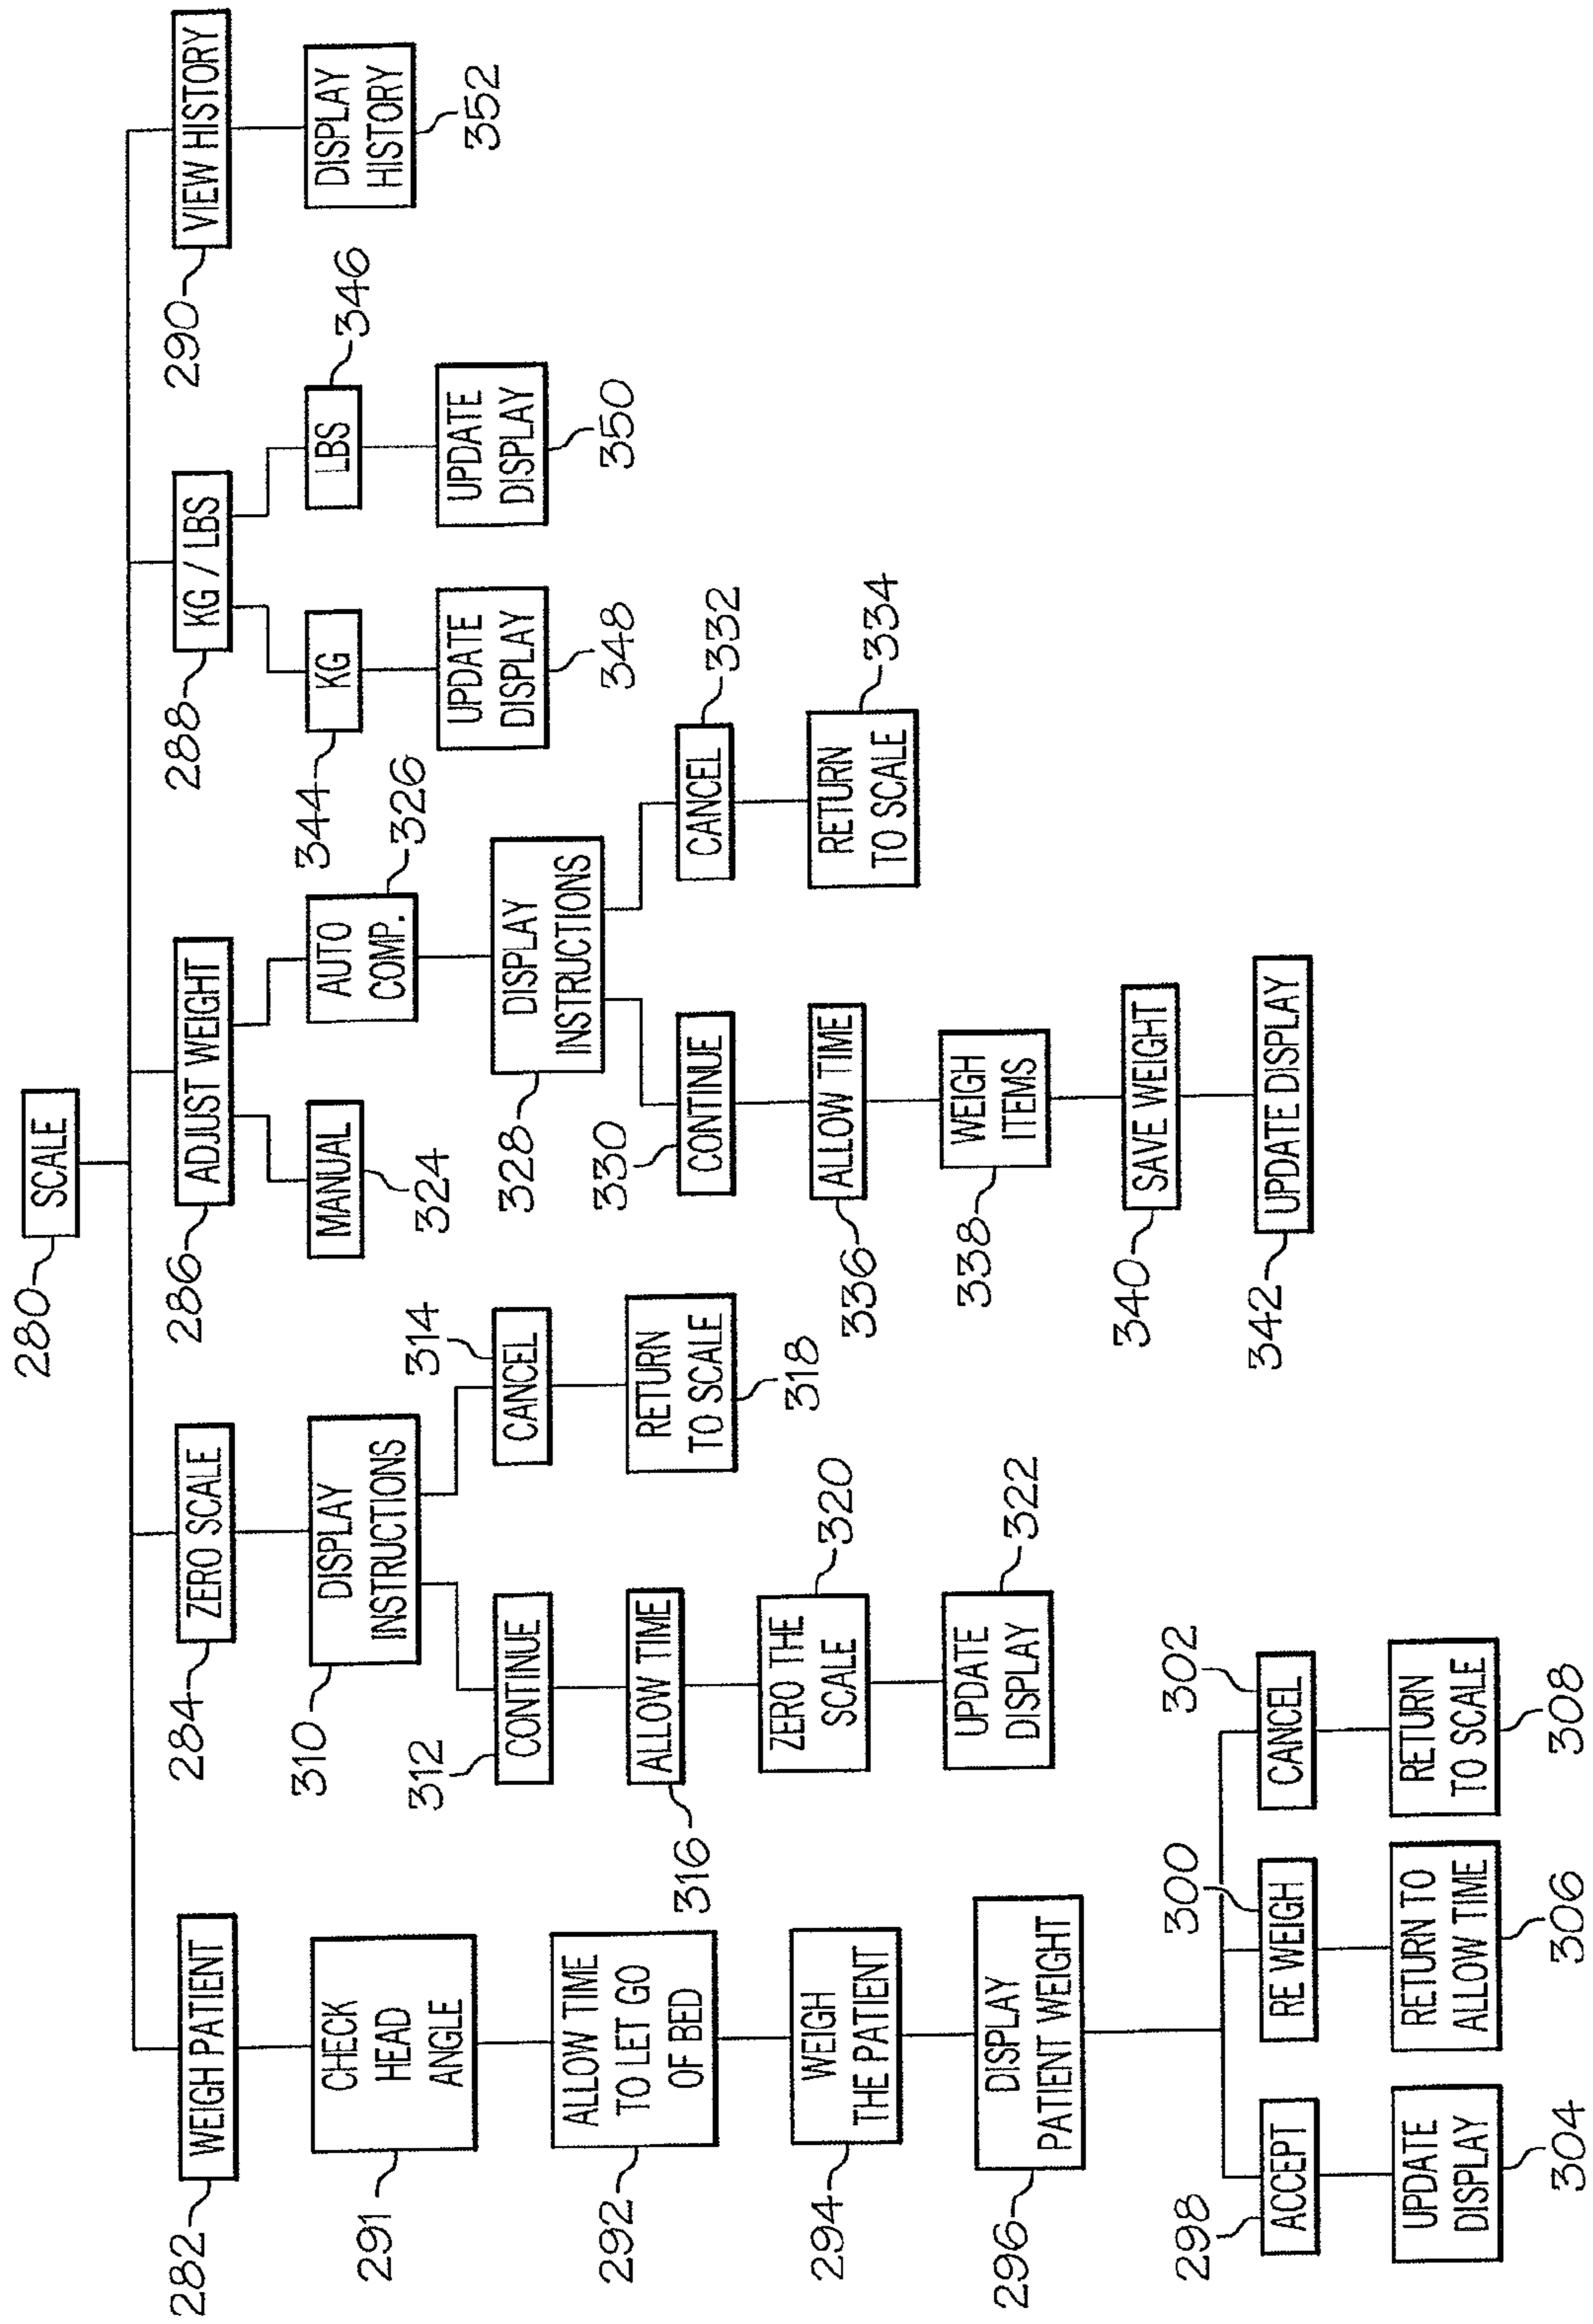 280
SCALE
282
WEIGH PATIENT
284
ZERO SCALE
286
ADJUST WEIGHT
288
KG / LBS
290
VIEW HISTORY
291
CHECK
HEAD
ANGLE
292
ALLOW TIME
TO LET GO
OF BED
294
WEIGH
THE PATIENT
296
DISPLAY
PATIENT WEIGHT
298
ACCEPT
300
RE WEIGH
302
CANCEL
UPDATE
DISPLAY
304
RETURN TO
ALLOW TIME
306
RETURN
TO SCALE
308
310
DISPLAY
INSTRUCTIONS
312
CONTINUE
314
CANCEL
316
ALLOW TIME
RETURN
TO SCALE
318
ZERO THE
SCALE
320
UPDATE
DISPLAY
322
MANUAL
324
AUTO
COMP.
326
328
DISPLAY
INSTRUCTIONS
330
CONTINUE
CANCEL
332
336
ALLOW TIME
RETURN
TO SCALE
334
338
WEIGH
ITEMS
340
SAVE WEIGHT
342
UPDATE DISPLAY
344
KG
LBS
346
UPDATE
DISPLAY
348
UPDATE
DISPLAY
350
DISPLAY
HISTORY
352